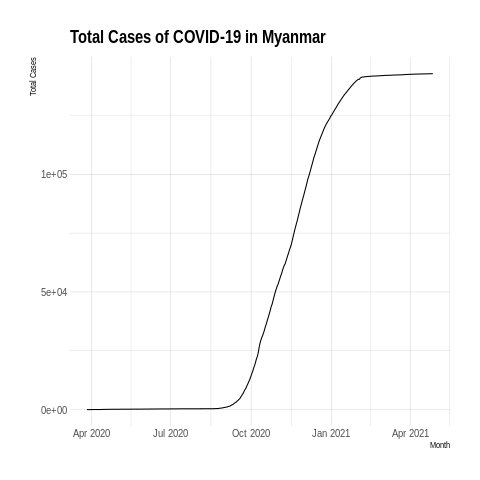 Total Cases of COVID-19 in Myanmar
Total Cases
1e+05
5e+04
0e+00
Apr 2020 Jul 2020 Oct 2020 Jan 2021 Apr 2021
Month